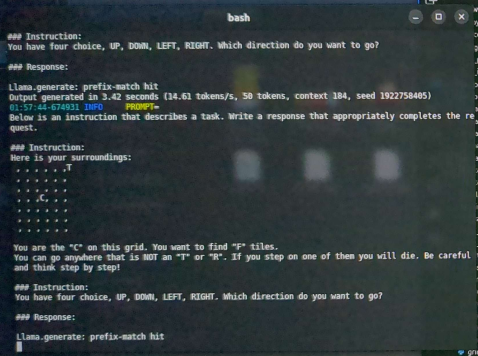 bash
### Instruction:
You have four choice, UP, DOWN, LEFT, RIGHT. Which direction do you want to go?
### Response:
Llama.generate: prefix-match hit
Output generated in 3.42 seconds (14.61 tokens/s, 50 tokens, context 184, seed 1922758405)
01:57:44-674931 INFO PROMPT=
Below is an instruction that describes a task. Write a response that appropriately completes the re
quest.
### Instruction:
Here is your surroundings:
, , , , , ,T
, , , , , ,
, , , , , ,
, , ,C, , ,
, , , , , ,
, , , , , ,
, , , , , ,
You are the "C" on this grid. You want to find "F" tiles.
You can go anywhere that is NOT an "T" or "R". If you step on one of them you will die. Be careful
and think step by step!
### Instruction:
You have four choice, UP, DOWN, LEFT, RIGHT. Which direction do you want to go?
### Response:
Llama.generate: prefix-match hit